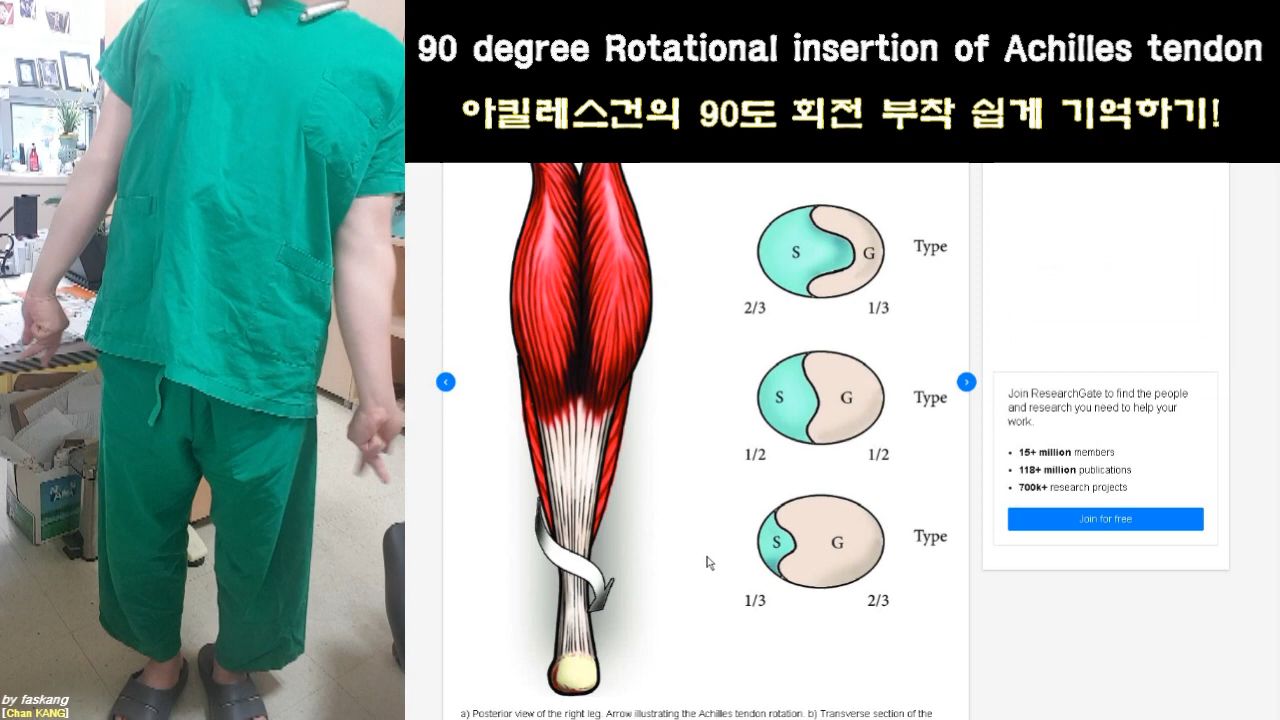 90 degree Rotational insertion of Achilles tendon
아킬레스건의 90도 회전 부착 쉽게 기억하기!
S G Type
2/3 1/3
S G Type
1/2 1/2
S G Type
1/3 2/3
Join ResearchGate to find the people
and research you need to help your
work.
• 15+ million members
• 118+ million publications
• 700k+ research projects
Join for free
a) Posterior view of the right leg. Arrow illustrating the Achilles tendon rotation. b) Transverse section of the
by faskang
[Chan KANG]